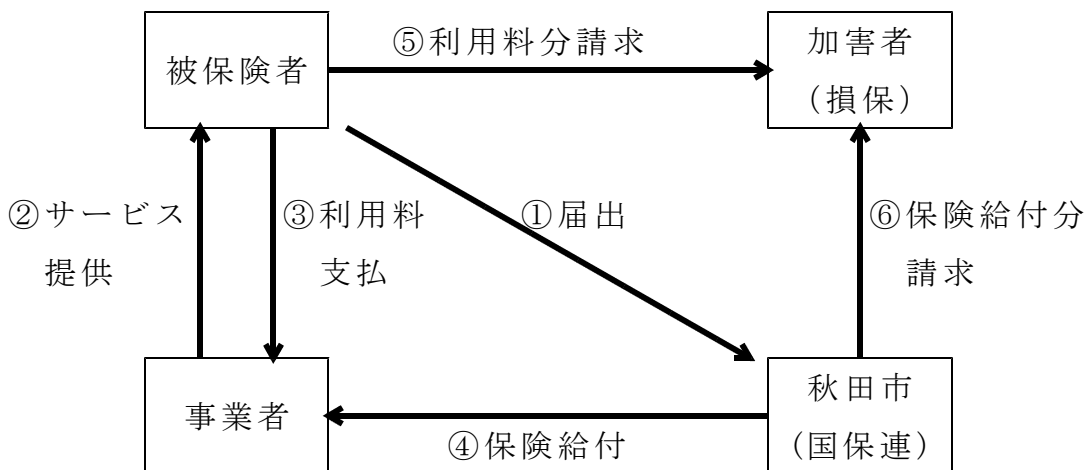 ⑤利用料分請求
被保険者
加害者
(損保)
②サービス
提供
③利用料
支払
①届出
⑥保険給付分
請求
事業者
④保険給付
秋田市
(国保連)